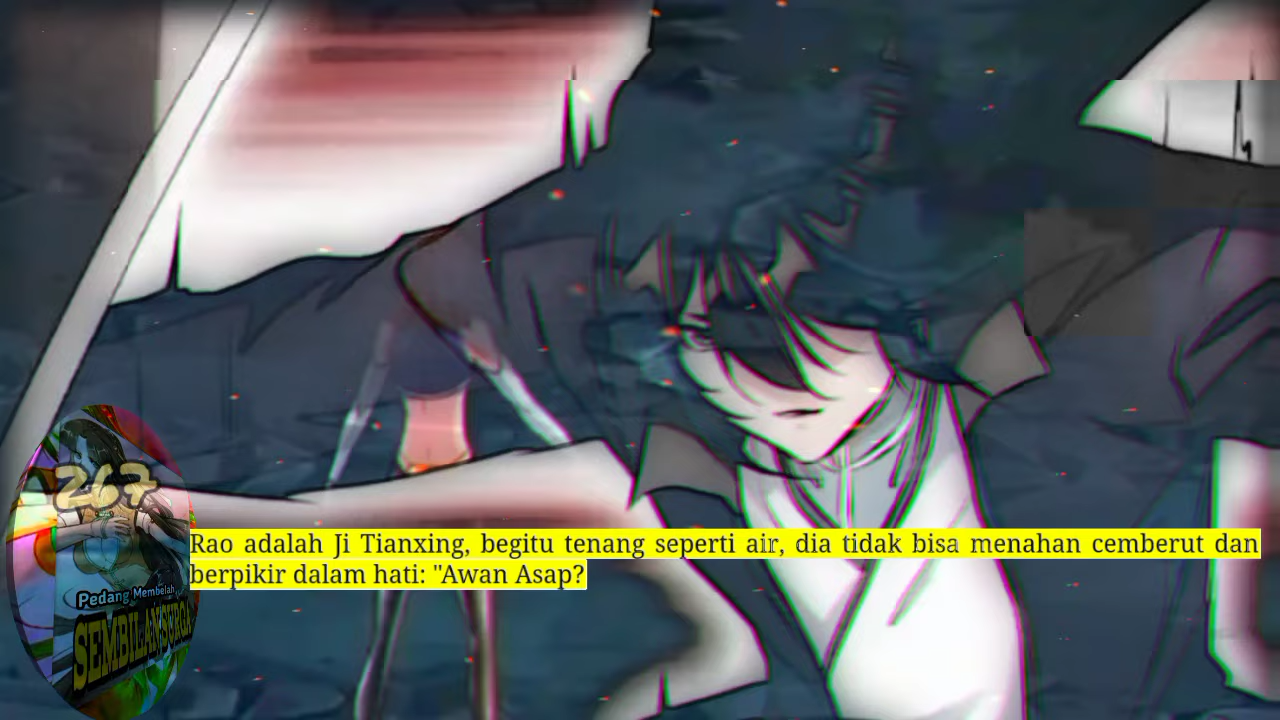 267
Rao adalah Ji Tianxing, begitu tenang seperti air, dia tidak bisa menahan cemberut dan
berpikir dalam hati: "Awan Asap?
Pedang Membelah
SEMBILAN SURGA